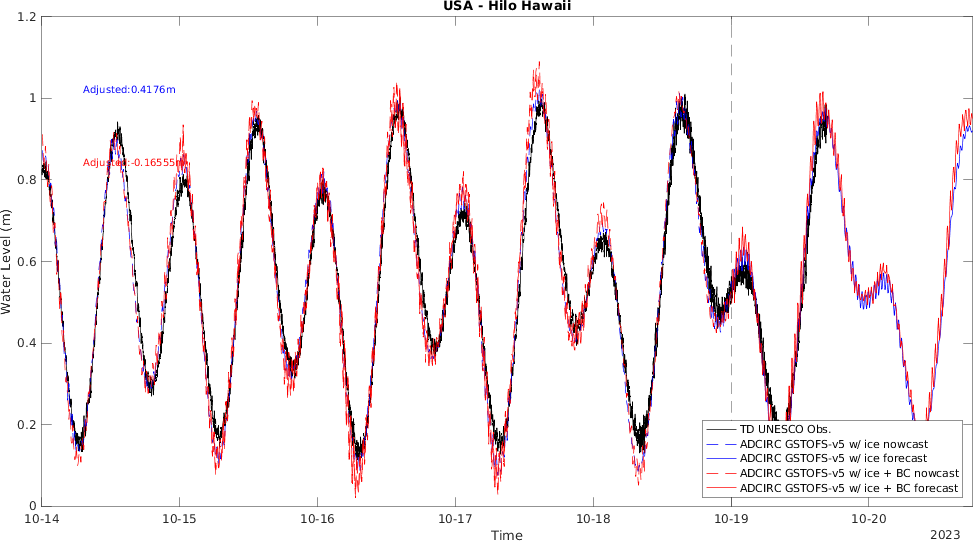 USA - Hilo Hawaii
1.2
1
0.8
0.6
0.4
0.2
0
Water Level (m)
Adjusted:0.4176m
Adjusted:-0.16555m
TD UNESCO Obs.
ADCIRC GSTOFS-v5 w/ ice nowcast
ADCIRC GSTOFS-v5 w/ ice forecast
ADCIRC GSTOFS-v5 w/ ice + BC nowcast
ADCIRC GSTOFS-v5 w/ ice + BC forecast
10-14 10-15 10-16 10-17 10-18 10-19 10-20
Time
2023